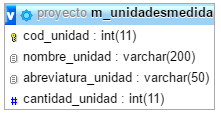 v proyecto m_unidadesmedida
cod_unidad : int(11)
nombre_unidad : varchar(200)
abreviatura_unidad : varchar(50)
# cantidad_unidad : int(11)